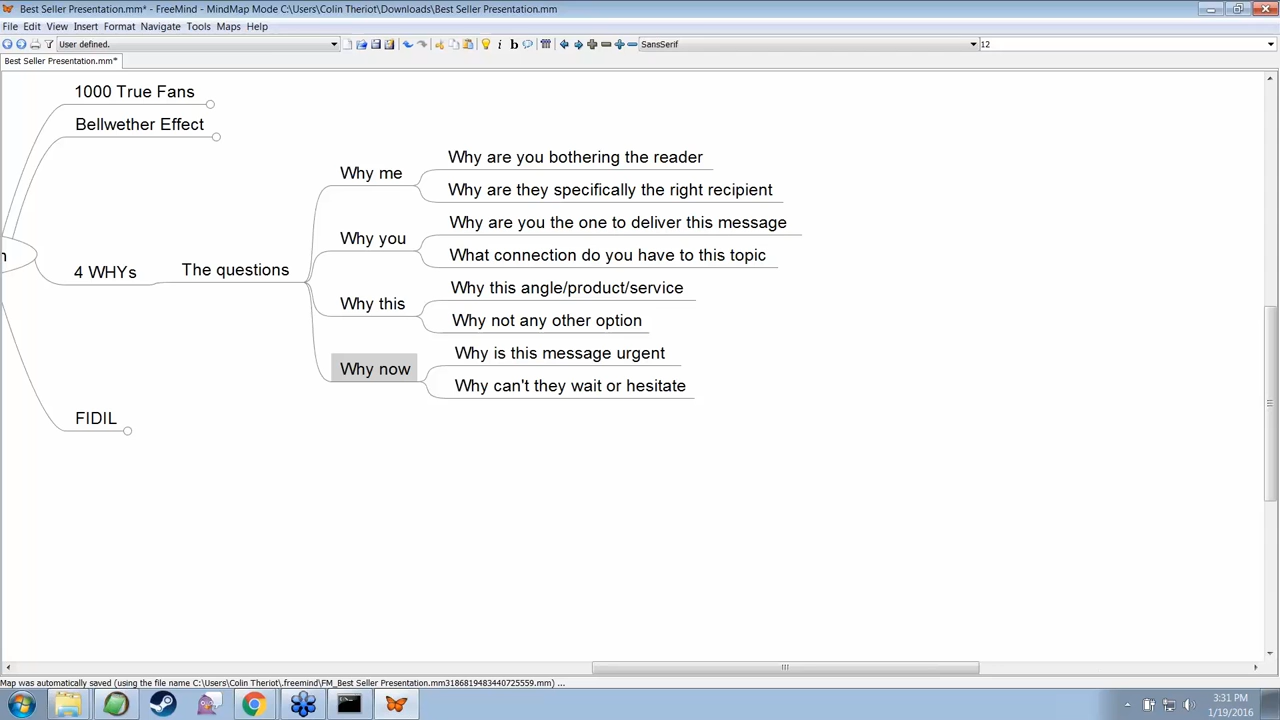 Best Seller Presentation.mm* - FreeMind - MindMap Mode C:\Users\Colin Theriot\Downloads\Best Seller Presentation.mm
File Edit View Insert Format Navigate Tools Maps Help
User defined. SansSerif 12
Best Seller Presentation.mm*
1000 True Fans
Bellwether Effect
n
4 WHYs
The questions
Why me
Why are you bothering the reader
Why are they specifically the right recipient
Why you
Why are you the one to deliver this message
What connection do you have to this topic
Why this
Why this angle/product/service
Why not any other option
Why now
Why is this message urgent
Why can't they wait or hesitate
FIDIL
Map was automatically saved (using the file name C:\Users\Colin Theriot\.freemind\FM_Best Seller Presentation.mm3186819483440725559.mm) ...
3:31 PM
1/19/2016